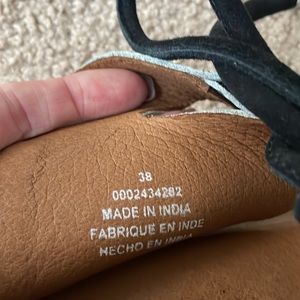 38
0002434282
MADE IN INDIA
FABRIQUE EN INDE
HECHO EN INDIA